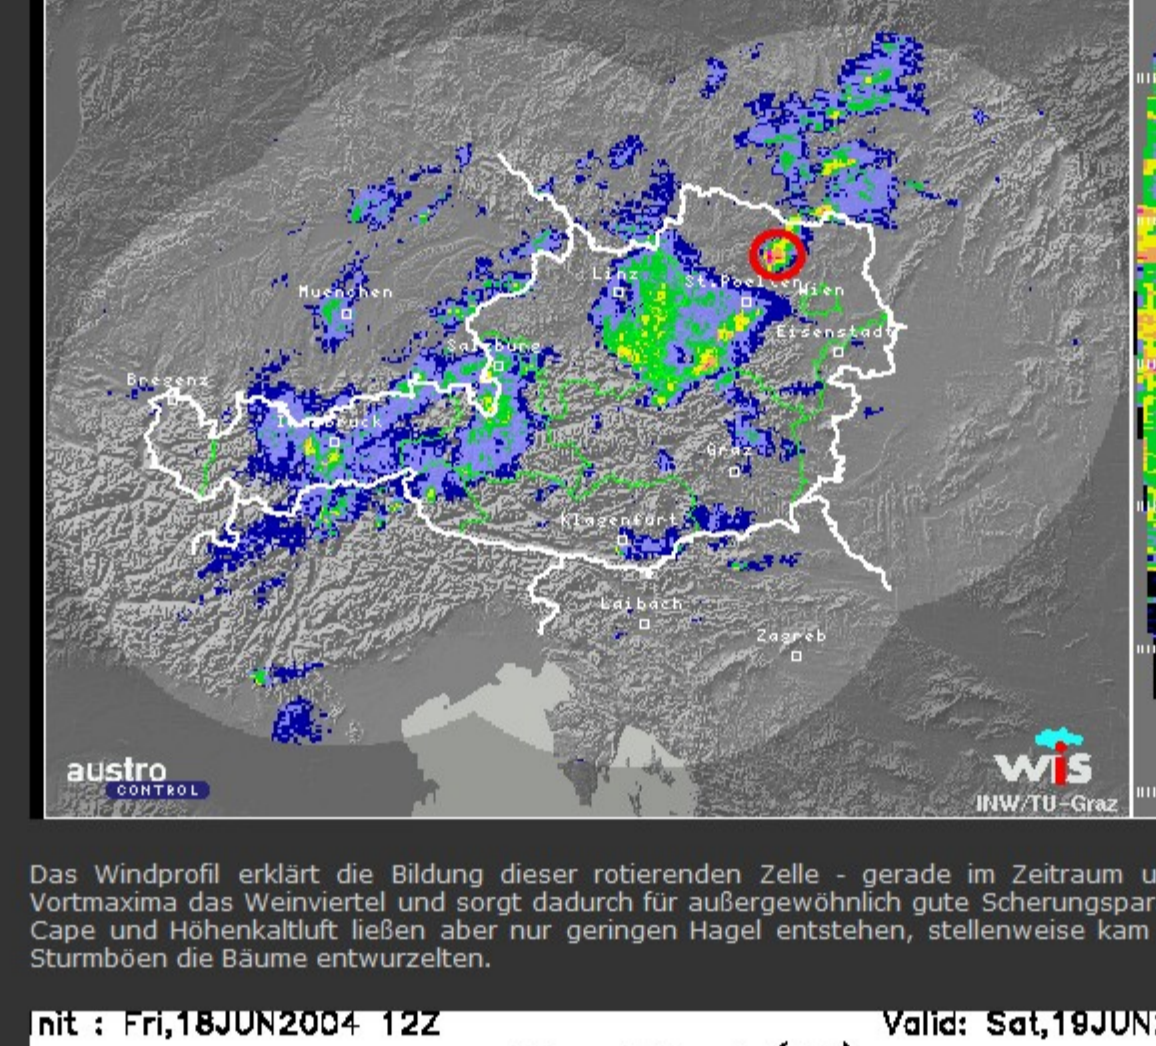 Linz
St.Poelten
Wien
Muenchen
Eisenstadt
Salzburg
Bregenz
Innsbruck
Graz
Klagenfurt
Laibach
Zagreb
austro
CONTROL
wis
INW/TU-Graz
Das Windprofil erklärt die Bildung dieser rotierenden Zelle - gerade im Zeitraum u
Vortmaxima das Weinviertel und sorgt dadurch für außergewöhnlich gute Scherungspar
Cape und Höhenkaltluft ließen aber nur geringen Hagel entstehen, stellenweise kam
Sturmböen die Bäume entwurzelten.
Init : Fri,18JUN2004 12Z
Valid: Sat,19JUN